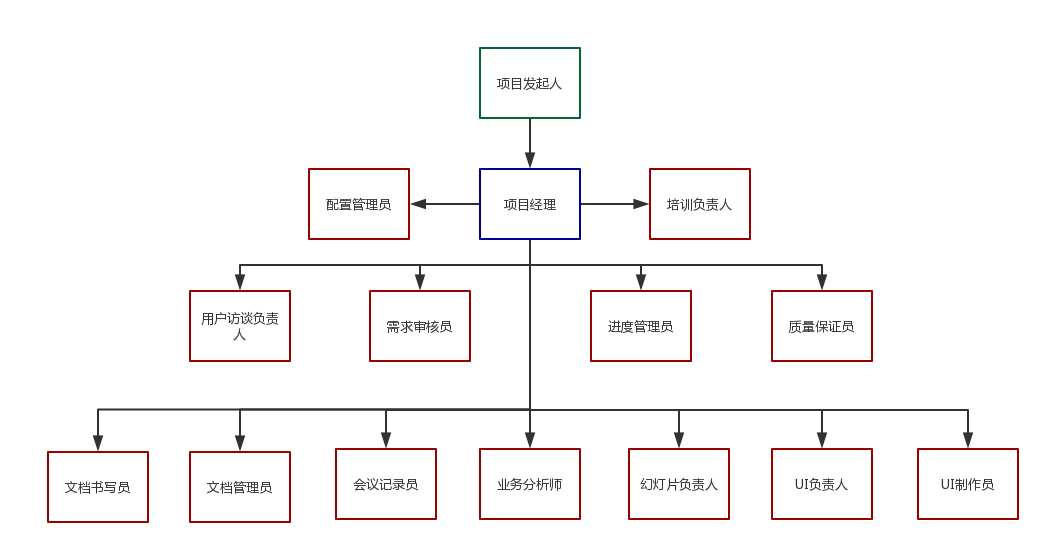 项目发起人
配置管理员
项目经理
培训负责人
用户访谈负责
人
需求审核员
进度管理员
质量保证员
文档书写员
文档管理员
会议记录员
业务分析师
幻灯片负责人
UI负责人
UI制作员